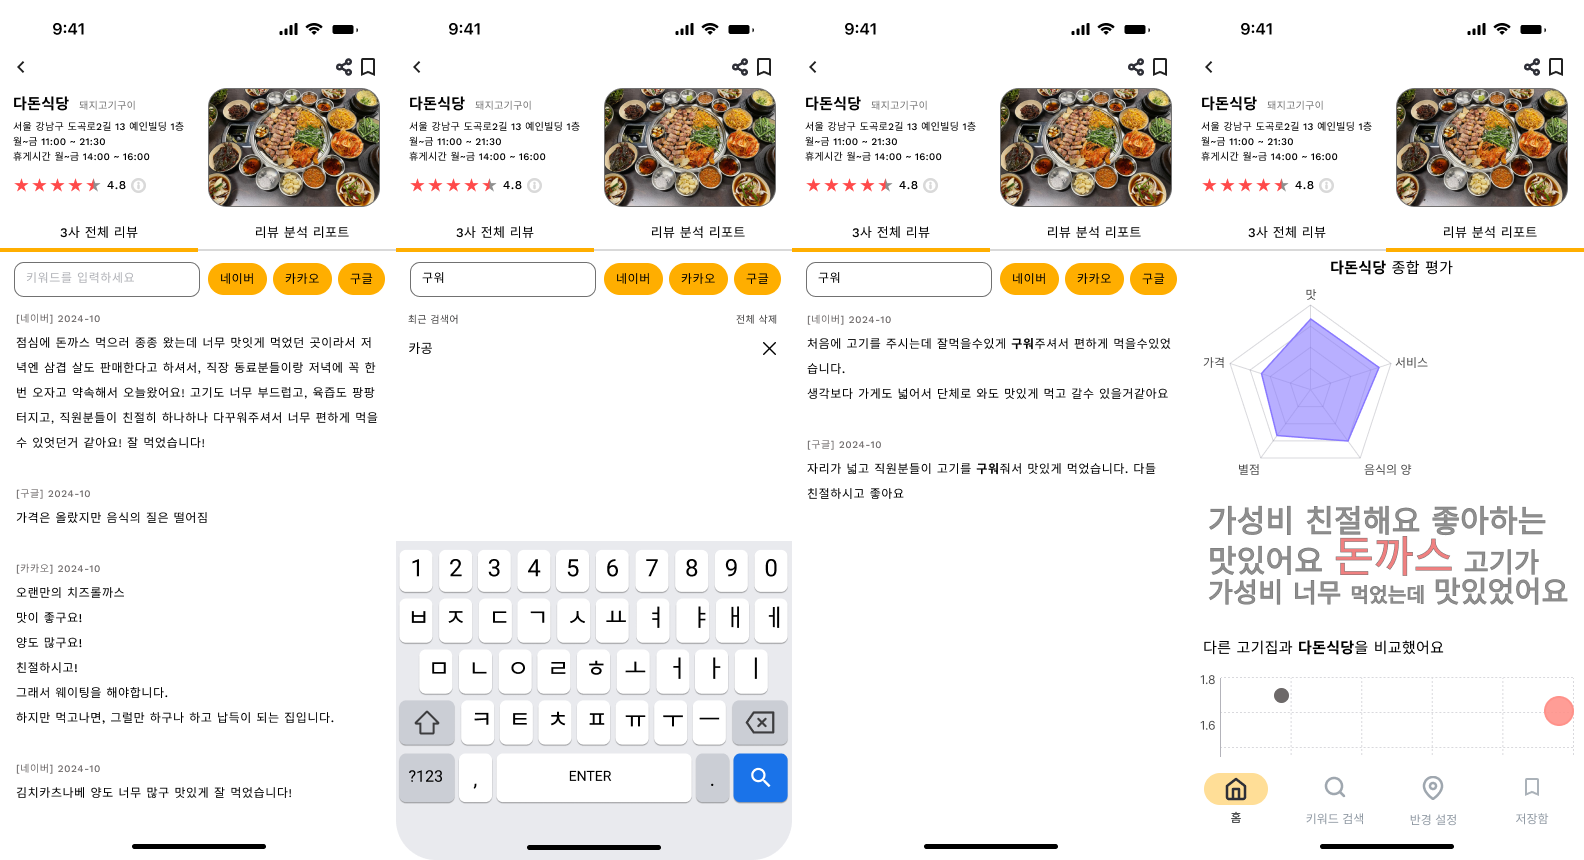 9:41
다돈식당 돼지고기구이
서울 강남구 도곡로2길 13 예인빌딩 1층
월~금 11:00 ~ 21:30
휴게시간 월~금 14:00 ~ 16:00
4.8
3사 전체 리뷰 리뷰 분석 리포트
키워드를 입력하세요 네이버 카카오 구글
[네이버] 2024-10
점심에 돈까스 먹으러 종종 왔는데 너무 맛잇게 먹었던 곳이라서 저
녁엔 삼겹 살도 판매한다고 하셔서, 직장 동료분들이랑 저녁에 꼭 한
번 오자고 약속해서 오늘왔어요! 고기도 너무 부드럽고, 육즙도 팡팡
터지고, 직원분들이 친절히 하나하나 다꾸워주셔서 너무 편하게 먹을
수 있엇던거 같아요! 잘 먹었습니다!
[구글] 2024-10
가격은 올랐지만 음식의 질은 떨어짐
[카카오] 2024-10
오랜만의 치즈롤까스
맛이 좋구요!
양도 많구요!
친절하시고!
그래서 웨이팅을 해야합니다.
하지만 먹고나면, 그럴만 하구나 하고 납득이 되는 집입니다.
[네이버] 2024-10
김치카츠나베 양도 너무 많구 맛있게 잘 먹었습니다!
9:41
다돈식당 돼지고기구이
서울 강남구 도곡로2길 13 예인빌딩 1층
월~금 11:00 ~ 21:30
휴게시간 월~금 14:00 ~ 16:00
4.8
3사 전체 리뷰 리뷰 분석 리포트
구워 네이버 카카오 구글
최근 검색어 전체 삭제
카공
1 2 3 4 5 6 7 8 9 0
ㅂ ㅈ ㄷ ㄱ ㅅ ㅛ ㅕ ㅑ ㅐ ㅔ
ㅁ ㄴ ㅇ ㄹ ㅎ ㅗ ㅓ ㅏ ㅣ
ㅋ ㅌ ㅊ ㅍ ㅠ ㅜ ㅡ
?123 , ENTER .
9:41
다돈식당 돼지고기구이
서울 강남구 도곡로2길 13 예인빌딩 1층
월~금 11:00 ~ 21:30
휴게시간 월~금 14:00 ~ 16:00
4.8
3사 전체 리뷰 리뷰 분석 리포트
구워 네이버 카카오 구글
[네이버] 2024-10
처음에 고기를 주시는데 잘먹을수있게 구워주셔서 편하게 먹을수있었
습니다.
생각보다 가게도 넓어서 단체로 와도 맛있게 먹고 갈수 있을거같아요
[구글] 2024-10
자리가 넓고 직원분들이 고기를 구워줘서 맛있게 먹었습니다. 다들
친절하시고 좋아요
9:41
다돈식당 돼지고기구이
서울 강남구 도곡로2길 13 예인빌딩 1층
월~금 11:00 ~ 21:30
휴게시간 월~금 14:00 ~ 16:00
4.8
3사 전체 리뷰 리뷰 분석 리포트
다돈식당 종합 평가
맛
가격 서비스
별점 음식의 양
가성비 친절해요 좋아하는
맛있어요 돈까스 고기가
가성비 너무 먹었는데 맛있었어요
다른 고기집과 다돈식당을 비교했어요
1.8
1.6
홈 키워드 검색 반경 설정 저장함